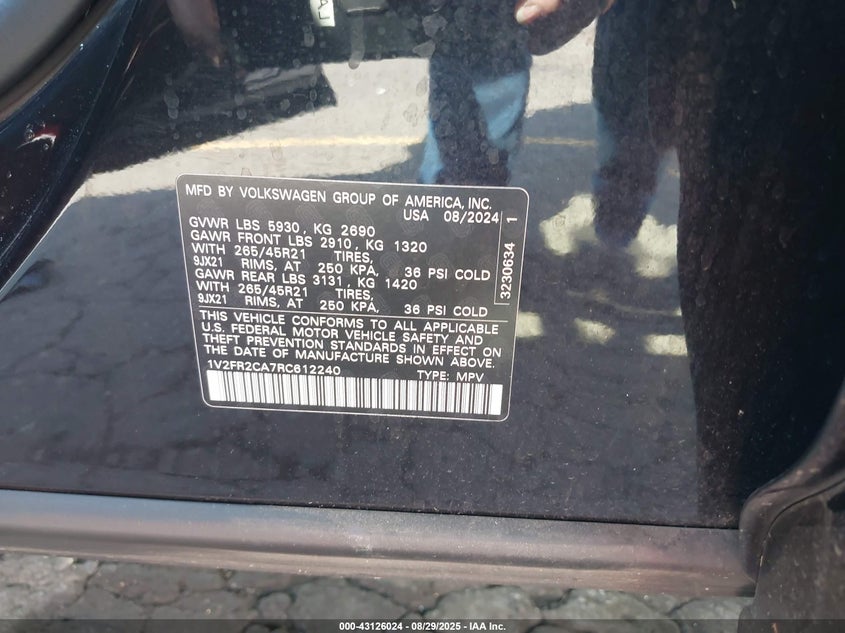 MFD BY VOLKSWAGEN GROUP OF AMERICA, INC.
USA 08/2024
GVWR LBS 5930, KG 2690
GAWR FRONT LBS 2910, KG 1320
WITH 265/45R21 TIRES,
9JX21 RIMS, AT 250 KPA, 36 PSI COLD
GAWR REAR LBS 3131, KG 1420
WITH 265/45R21 TIRES,
9JX21 RIMS, AT 250 KPA, 36 PSI COLD
3230634 1
THIS VEHICLE CONFORMS TO ALL APPLICABLE
U.S. FEDERAL MOTOR VEHICLE SAFETY AND
THEFT PREVENTION STANDARDS IN EFFECT ON
THE DATE OF MANUFACTURE SHOWN ABOVE.
1V2FR2CA7RC612240 TYPE: MPV
000-43126024 - 08/29/2025 - IAA Inc.